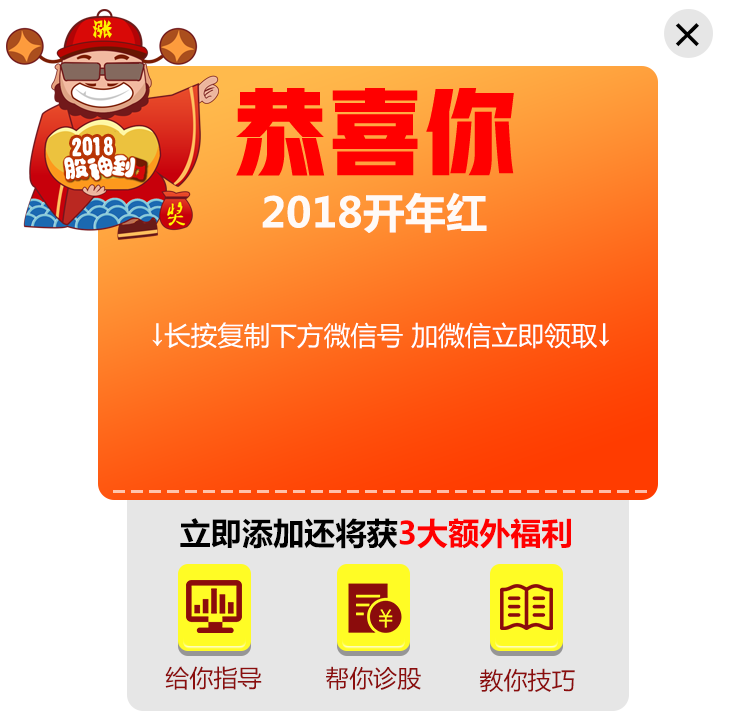 涨
恭喜你
2018
股神到
2018开年红
奖
↓长按复制下方微信号 加微信立即领取↓
立即添加还将获3大额外福利
¥
给你指导
帮你诊股
教你技巧